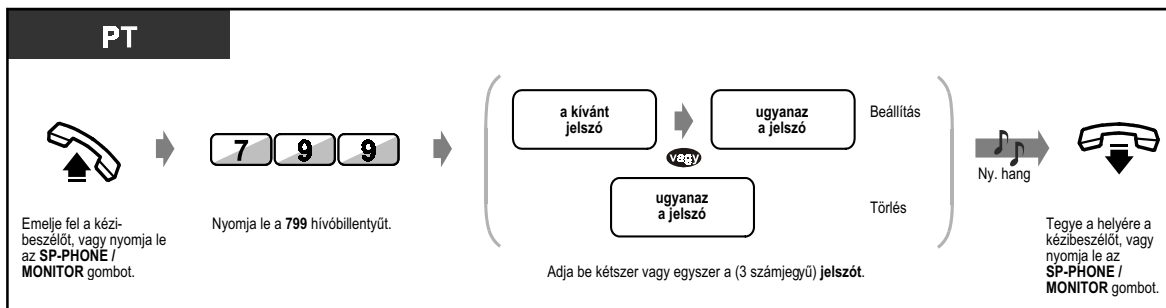 PT
7 9 9
a kívánt
jelszó
ugyanaz
a jelszó
Beállítás
vagy
ugyanaz
a jelszó
Törlés
Ny. hang
Emelje fel a kézi-
beszélőt, vagy nyomja le
az SP-PHONE /
MONITOR gombot.
Nyomja le a 799 hívóbillentyűt.
Adja be kétszer vagy egyszer a (3 számjegyű) jelszót.
Tegye a helyére a
kézibeszélőt, vagy
nyomja le az
SP-PHONE /
MONITOR gombot.